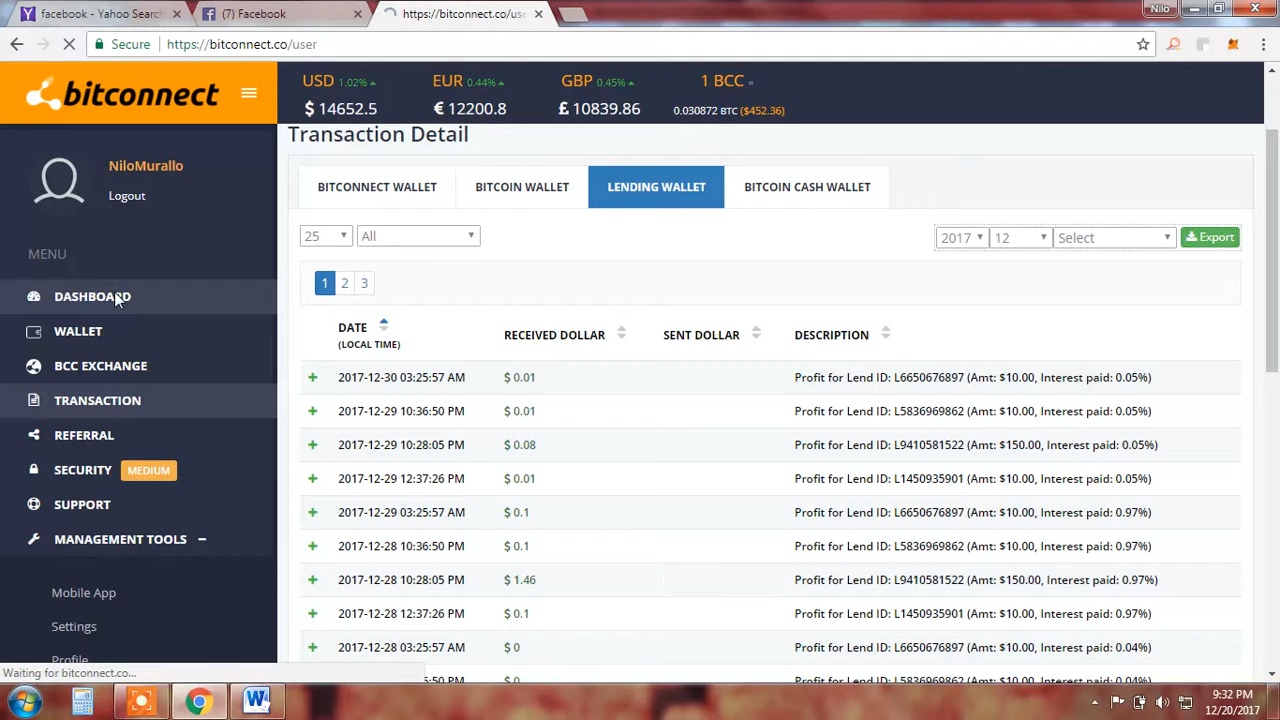 facebook - Yahoo Search
(7) Facebook
https://bitconnect.co/use
Nilo
Secure
https://bitconnect.co/user
bitconnect
USD 1.02%
$ 14652.5
EUR 0.44%
€ 12200.8
GBP 0.45%
£ 10839.86
1 BCC =
0.030872 BTC ($452.36)
NiloMurallo
Logout
MENU
DASHBOARD
WALLET
BCC EXCHANGE
TRANSACTION
REFERRAL
SECURITY MEDIUM
SUPPORT
MANAGEMENT TOOLS
Mobile App
Settings
Profile
Waiting for bitconnect.co...
Transaction Detail
BITCONNECT WALLET
BITCOIN WALLET
LENDING WALLET
BITCOIN CASH WALLET
25
All
2017
12
Select
Export
1 2 3
DATE
(LOCAL TIME)
RECEIVED DOLLAR
SENT DOLLAR
DESCRIPTION
2017-12-30 03:25:57 AM $ 0.01 Profit for Lend ID: L6650676897 (Amt: $10.00, Interest paid: 0.05%)
2017-12-29 10:36:50 PM $ 0.01 Profit for Lend ID: L5836969862 (Amt: $10.00, Interest paid: 0.05%)
2017-12-29 10:28:05 PM $ 0.08 Profit for Lend ID: L9410581522 (Amt: $150.00, Interest paid: 0.05%)
2017-12-29 12:37:26 PM $ 0.01 Profit for Lend ID: L1450935901 (Amt: $10.00, Interest paid: 0.05%)
2017-12-29 03:25:57 AM $ 0.1 Profit for Lend ID: L6650676897 (Amt: $10.00, Interest paid: 0.97%)
2017-12-28 10:36:50 PM $ 0.1 Profit for Lend ID: L5836969862 (Amt: $10.00, Interest paid: 0.97%)
2017-12-28 10:28:05 PM $ 1.46 Profit for Lend ID: L9410581522 (Amt: $150.00, Interest paid: 0.97%)
2017-12-28 12:37:26 PM $ 0.1 Profit for Lend ID: L1450935901 (Amt: $10.00, Interest paid: 0.97%)
2017-12-28 03:25:57 AM $ 0 Profit for Lend ID: L6650676897 (Amt: $10.00, Interest paid: 0.04%)
9:32 PM
12/20/2017